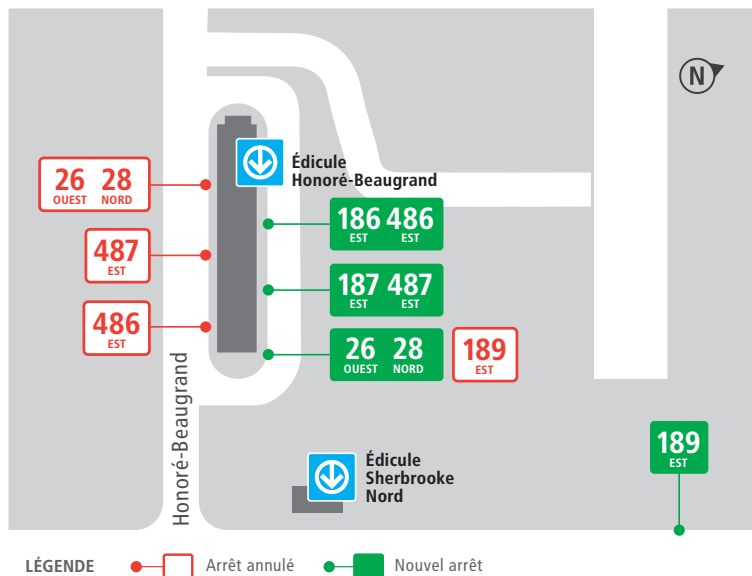 N
Édicule
Honoré-Beaugrand
26 28
OUEST NORD
186 486
EST EST
487
EST
187 487
EST EST
486
EST
26 28
OUEST NORD
189
EST
Honoré-Beaugrand
189
EST
Édicule
Sherbrooke
Nord
LÉGENDE
Arrêt annulé
Nouvel arrêt